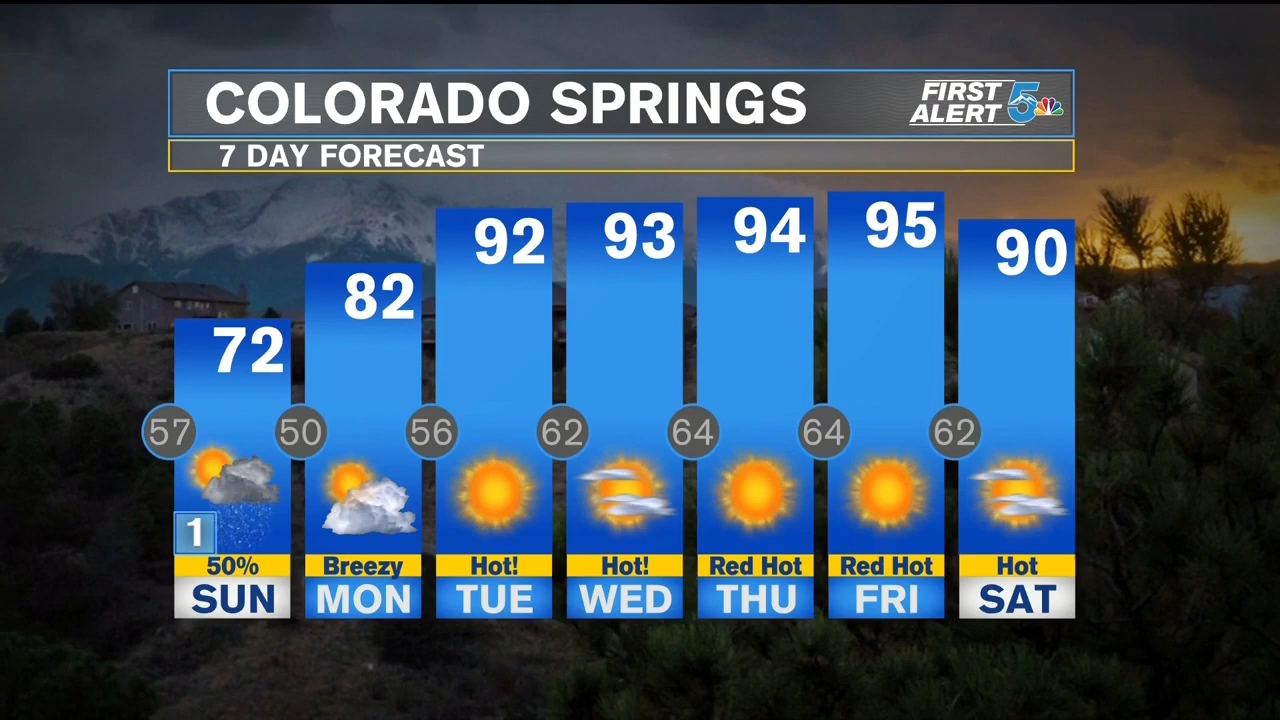 COLORADO SPRINGS
FIRST
ALERT 5
7 DAY FORECAST
72 82 92 93 94 95 90
57 50 56 62 64 64 62
1
50% Breezy Hot! Hot! Red Hot Red Hot Hot
SUN MON TUE WED THU FRI SAT